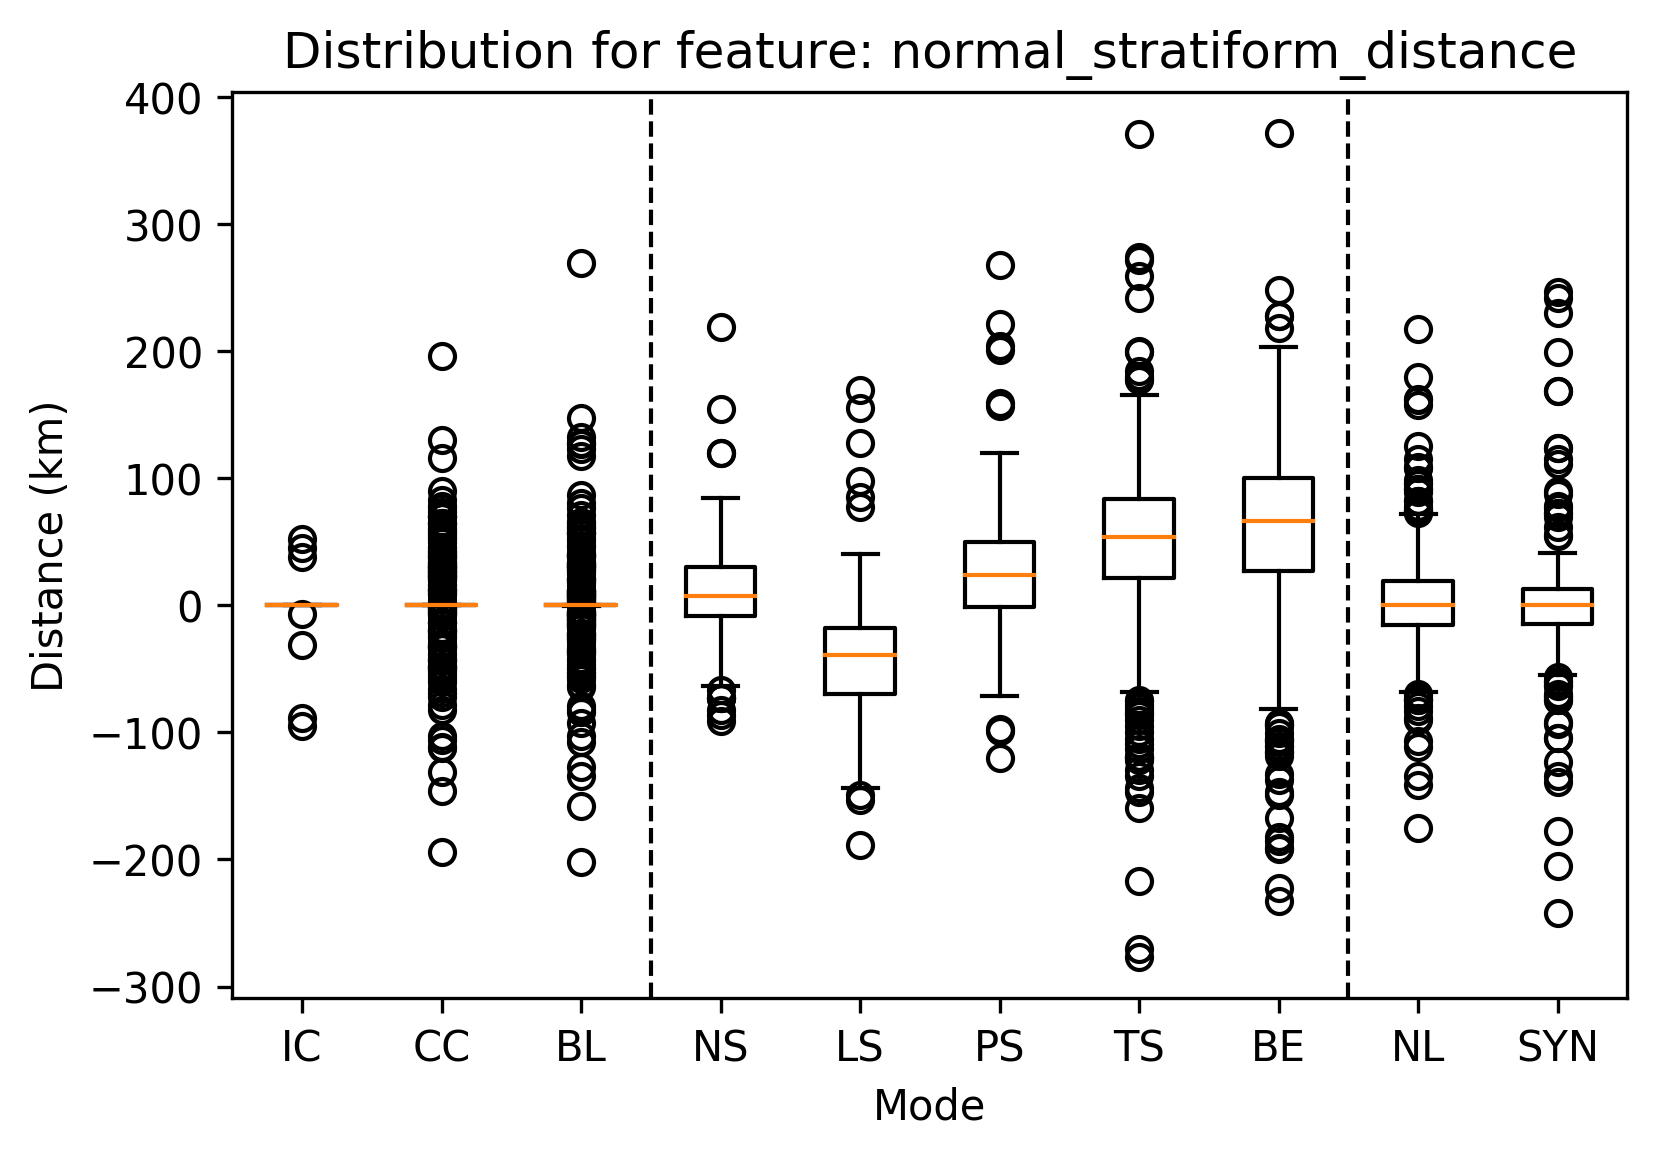 Distribution for feature: normal_stratiform_distance
400
300
200
100
0
−100
−200
−300
Distance (km)
IC CC BL NS LS PS TS BE NL SYN
Mode